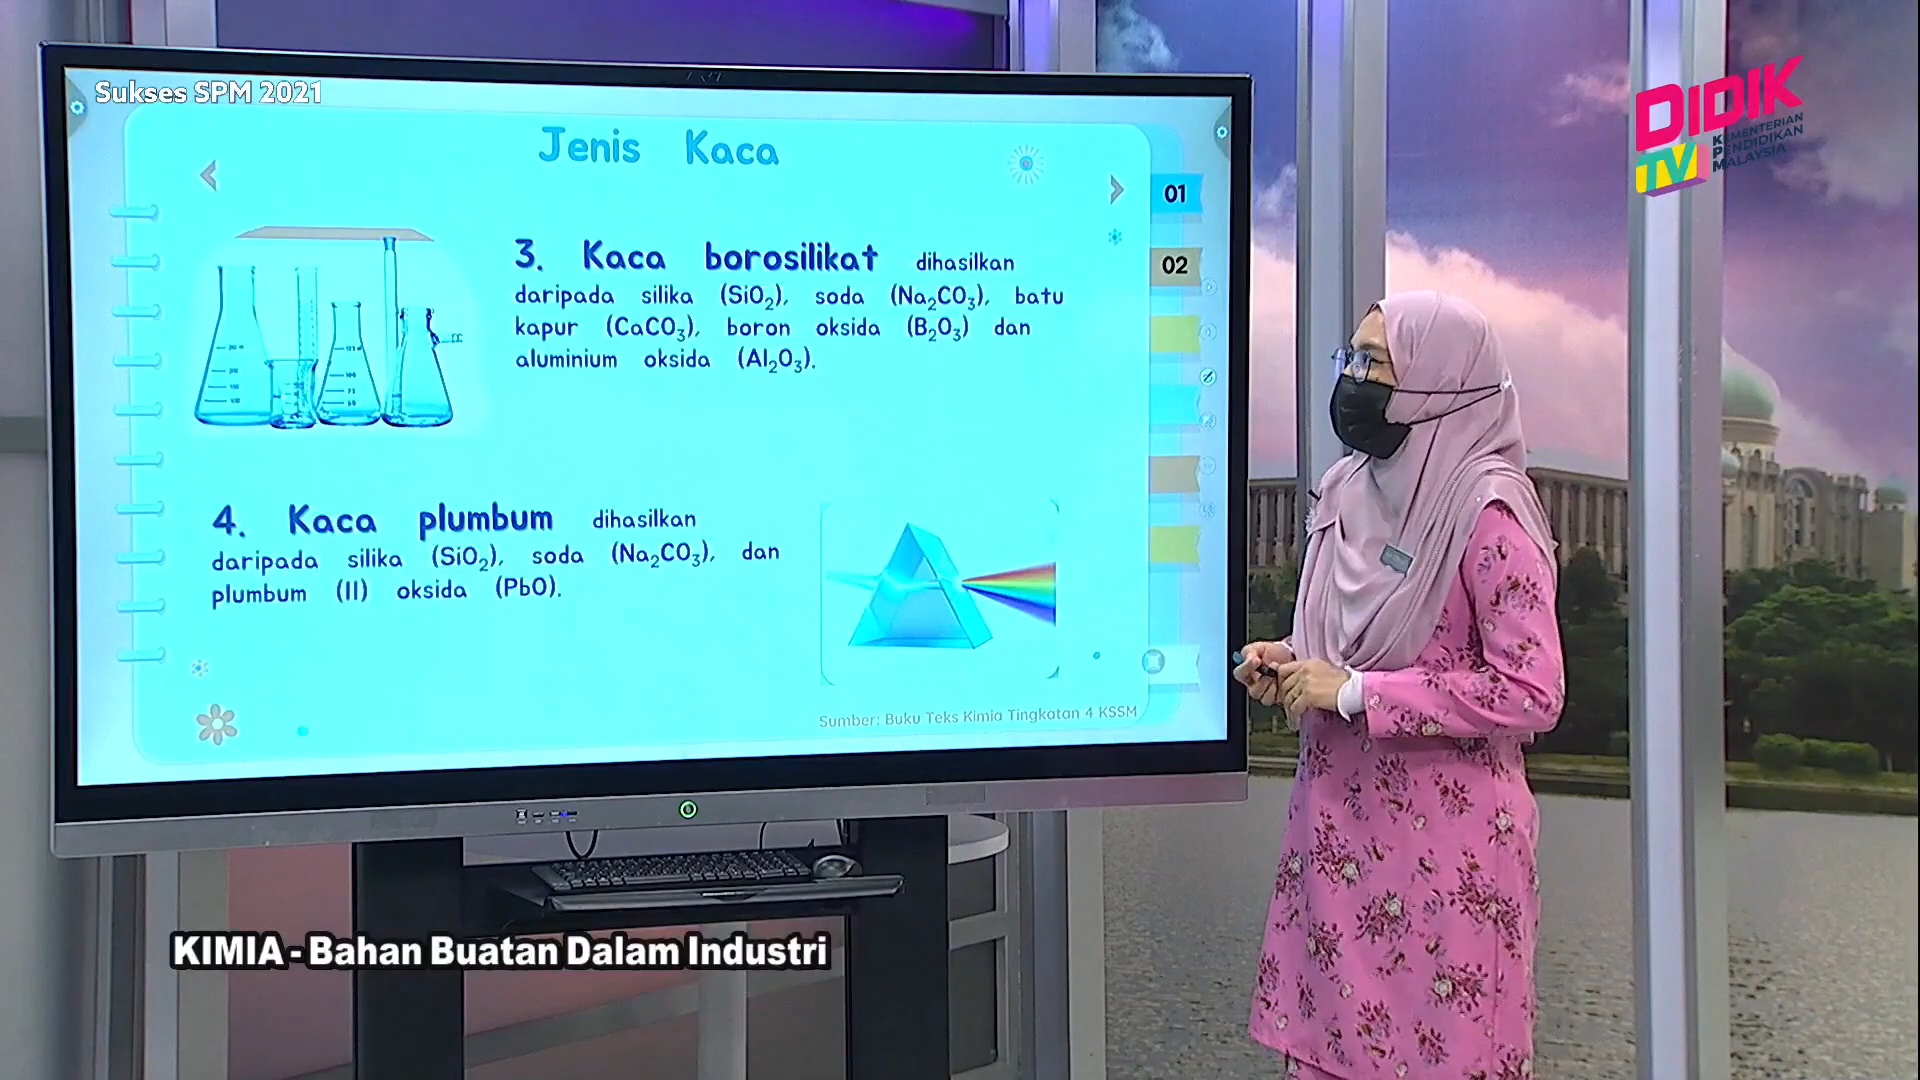 Sukses SPM 2021
DIDIK
TV
KEMENTERIAN
PENDIDIKAN
MALAYSIA
Jenis Kaca
01
02
3. Kaca borosilikat dihasilkan
daripada silika (SiO₂), soda (Na₂CO₃), batu
kapur (CaCO₃), boron oksida (B₂O₃) dan
aluminium oksida (Al₂O₃).
4. Kaca plumbum dihasilkan
daripada silika (SiO₂), soda (Na₂CO₃), dan
plumbum (II) oksida (PbO).
Sumber: Buku Teks Kimia Tingkatan 4 KSSM
KIMIA - Bahan Buatan Dalam Industri